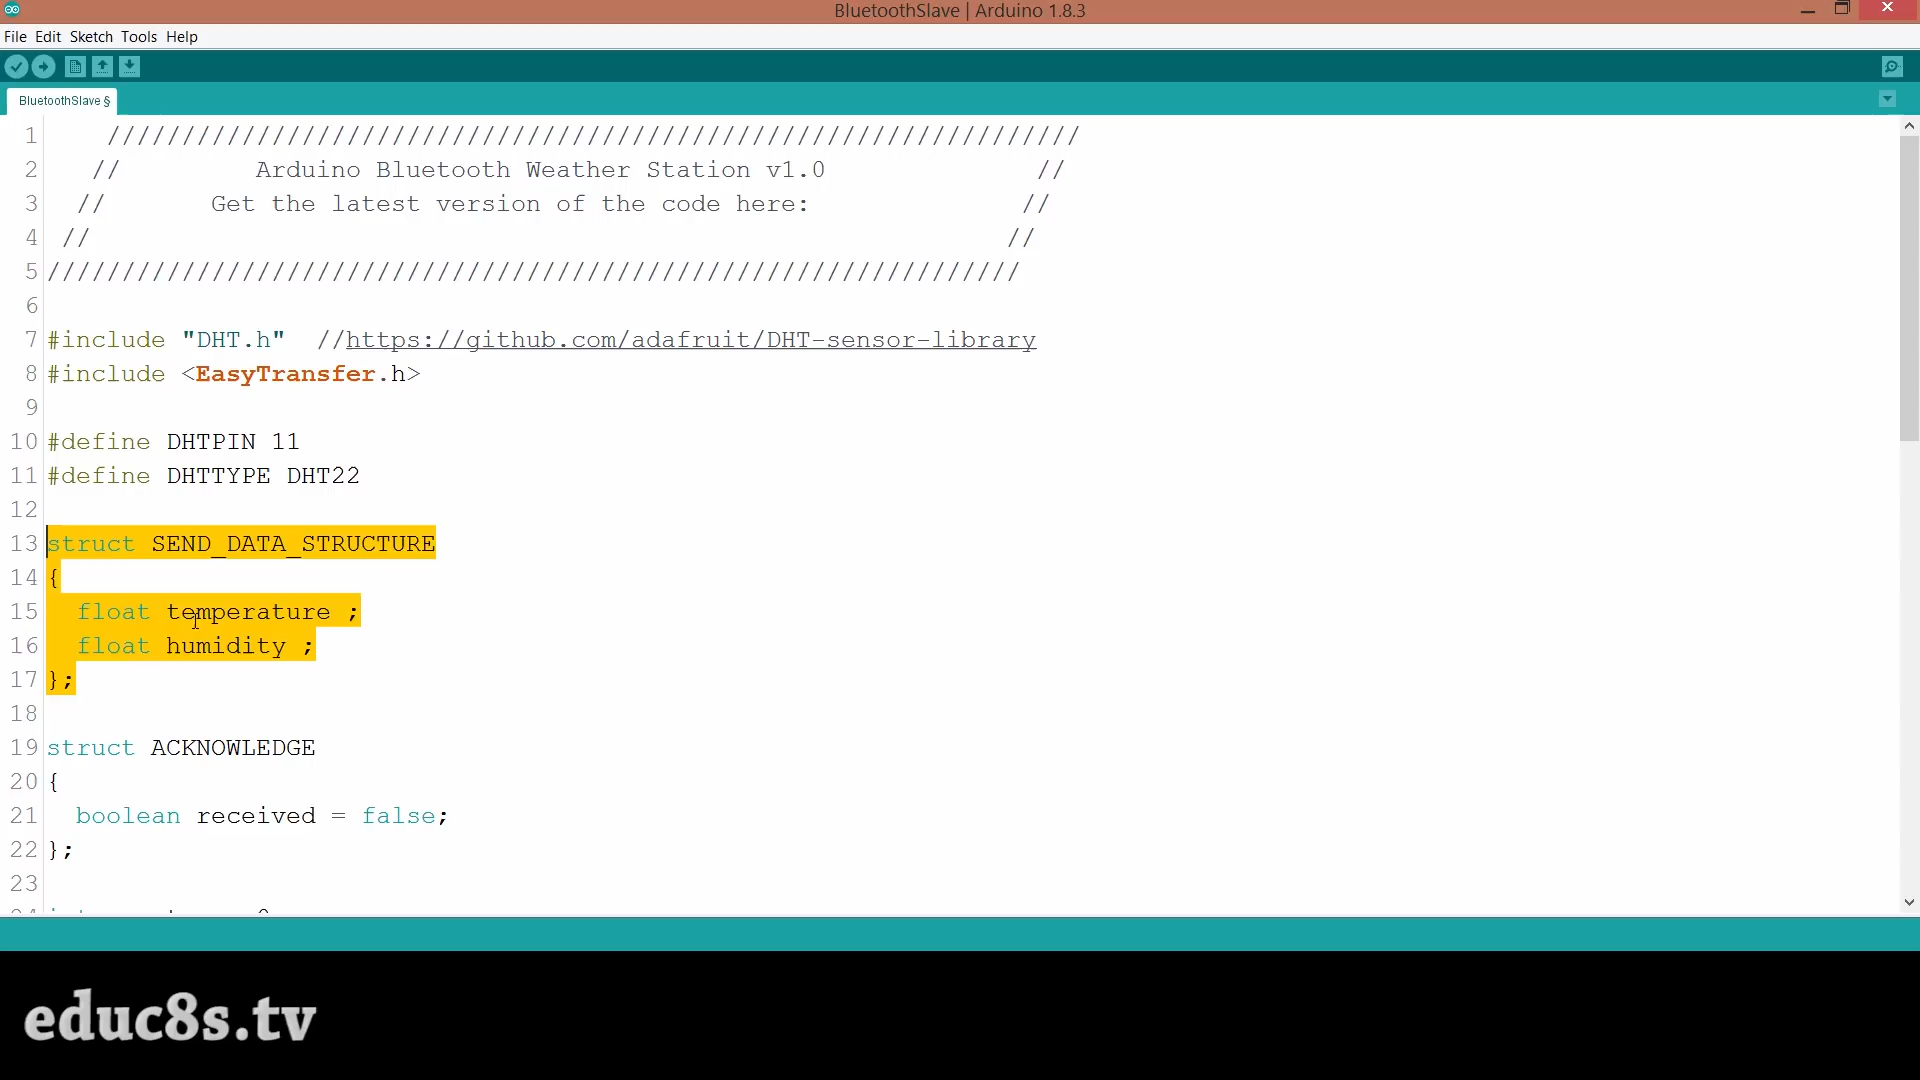 BluetoothSlave | Arduino 1.8.3
File Edit Sketch Tools Help
BluetoothSlave §
1 /////////////////////////////////////////////////////////////////
2 // Arduino Bluetooth Weather Station v1.0 //
3 // Get the latest version of the code here: //
4 // //
5 /////////////////////////////////////////////////////////////////
6
7 #include "DHT.h" //https://github.com/adafruit/DHT-sensor-library
8 #include <EasyTransfer.h>
9
10 #define DHTPIN 11
11 #define DHTTYPE DHT22
12
13 struct SEND_DATA_STRUCTURE
14 {
15 float temperature ;
16 float humidity ;
17 };
18
19 struct ACKNOWLEDGE
20 {
21 boolean received = false;
22 };
23
educ8s.tv